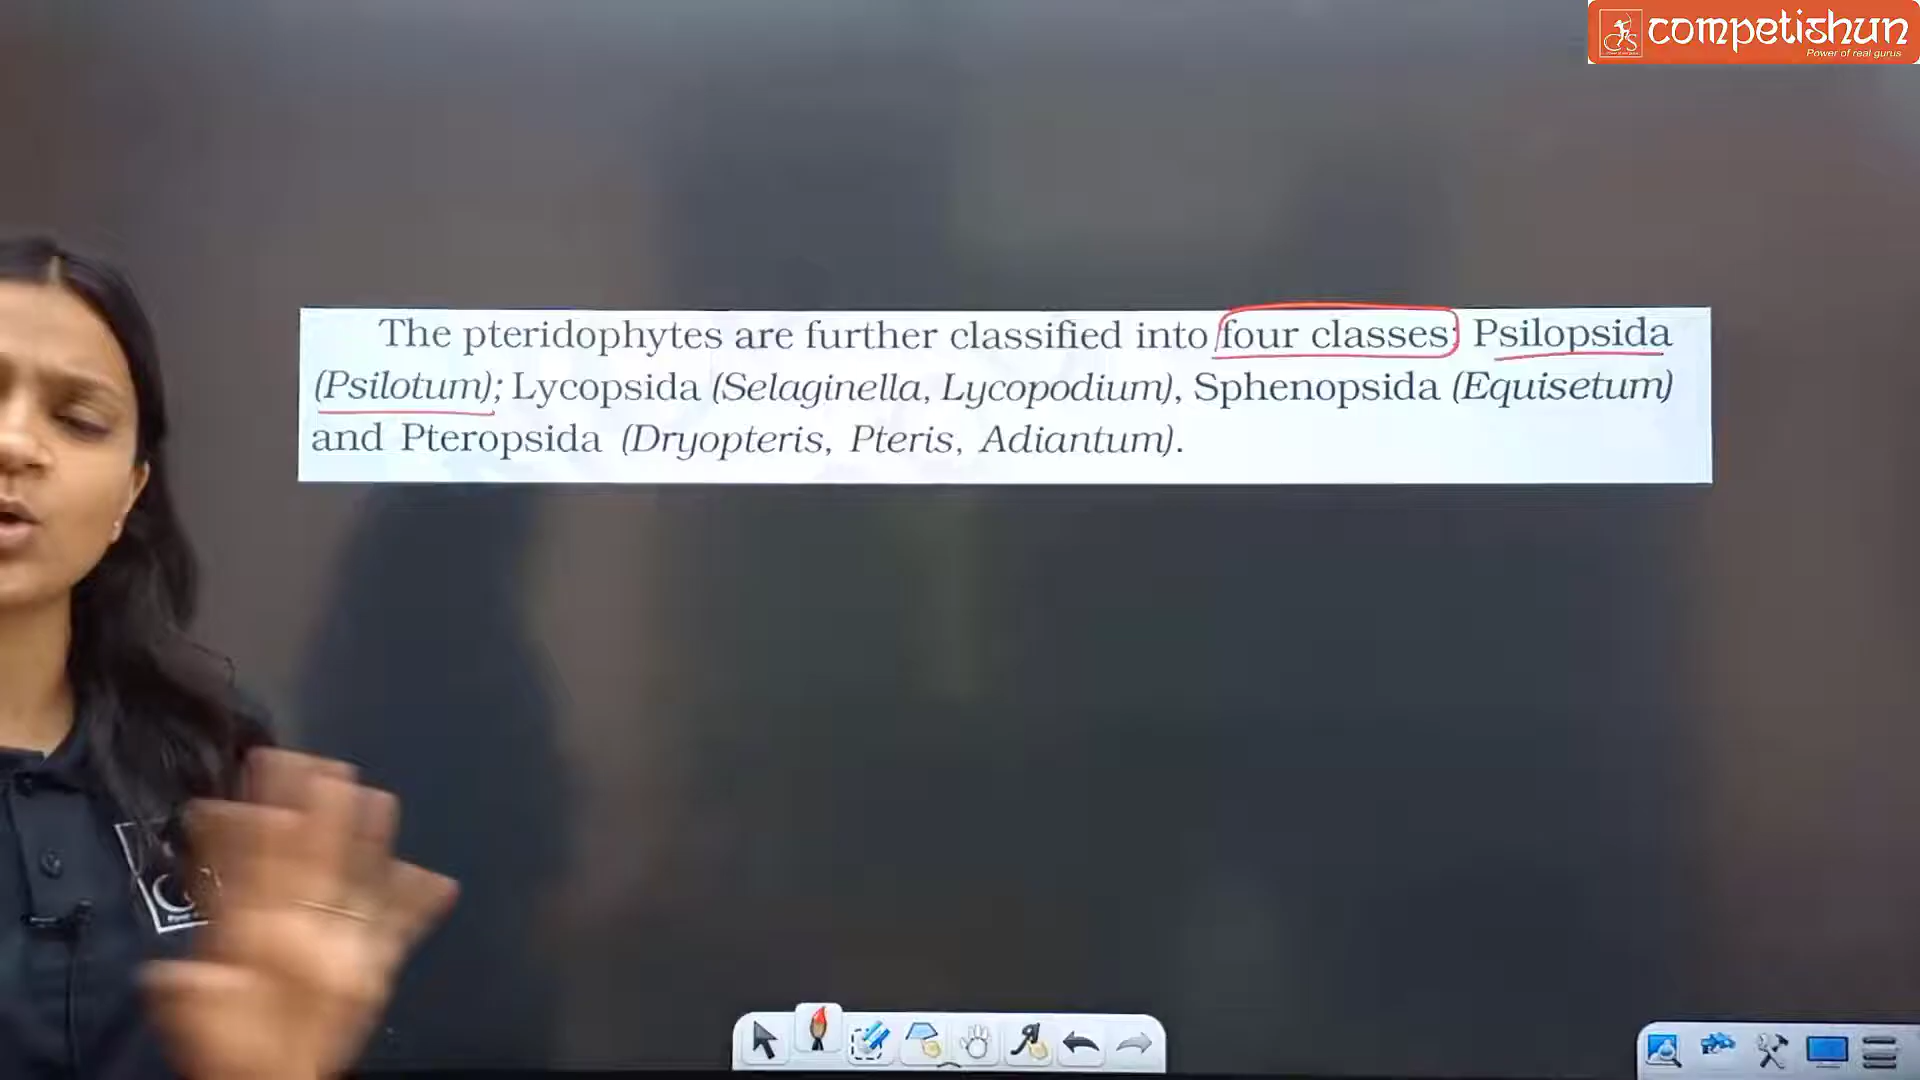 competishun
Power of real gurus
The pteridophytes are further classified into four classes: Psilopsida
(Psilotum); Lycopsida (Selaginella, Lycopodium), Sphenopsida (Equisetum)
and Pteropsida (Dryopteris, Pteris, Adiantum).